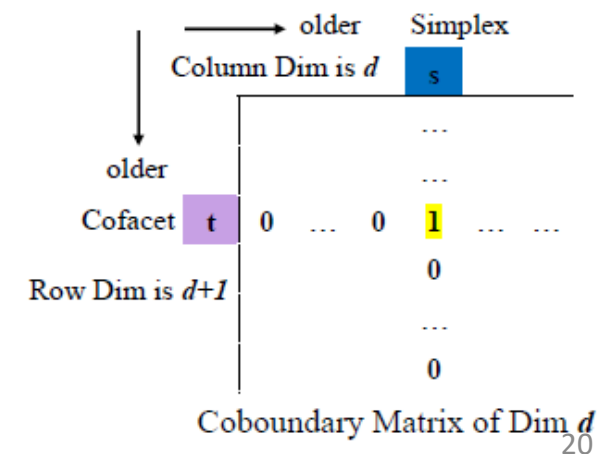 older Simplex
Column Dim is d s
...
older ...
Cofacet t 0 ... 0 1 ... ...
0
Row Dim is d+1
...
0
Coboundary Matrix of Dim d
20